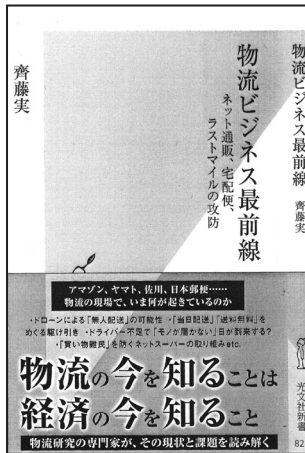 物流ビジネス最前線
ネット通販、宅配便、
ラストマイルの攻防
齊藤実
物流ビジネス最前線
齊藤実
光文社新書
82
アマゾン、ヤマト、佐川、日本郵便……
物流の現場で、いま何が起きているのか
・ドローンによる「無人配送」の可能性 ・「当日配送」「送料無料」を
めぐる駆け引き ・ドライバー不足で「モノが届かない」日が到来する?
・「買い物難民」を防ぐネットスーパーの取り組みetc.
物流の今を知ることは
経済の今を知ること
物流研究の専門家が、その現状と課題を読み解く